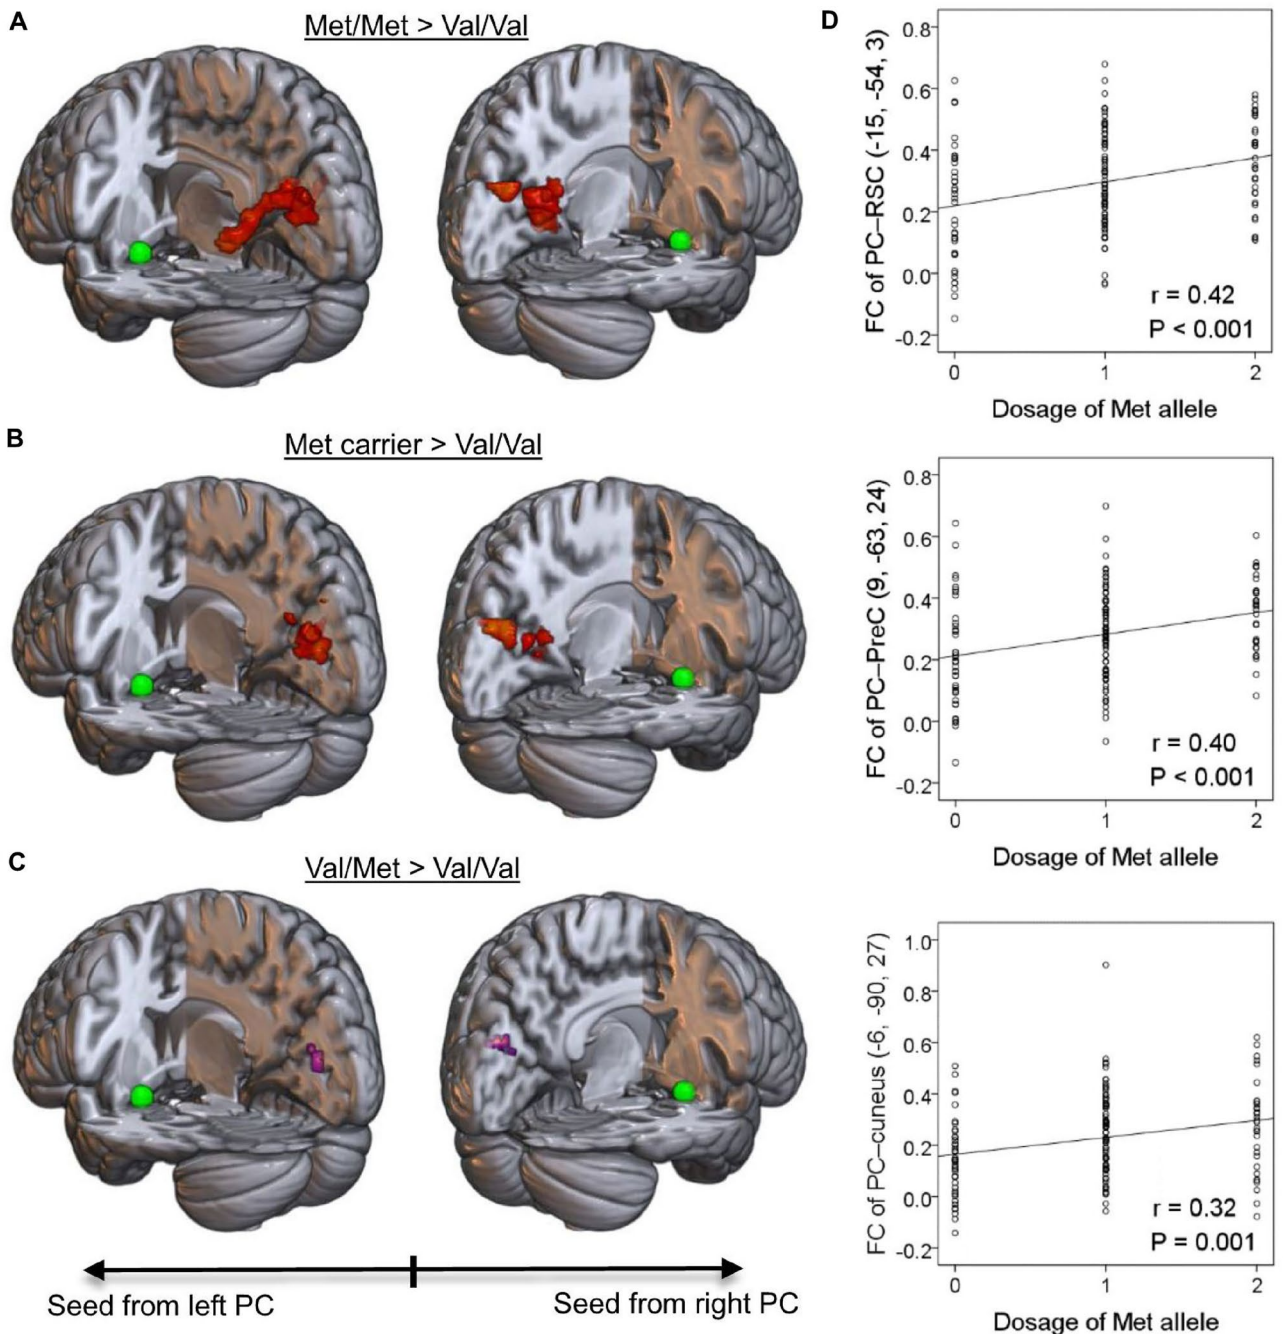 A
Met/Met > Val/Val
B
Met carrier > Val/Val
C
Val/Met > Val/Val
Seed from left PC
Seed from right PC
D
FC of PC–RSC (-15, -54, 3)
0.8
0.6
0.4
0.2
0.0
-0.2
r = 0.42
P < 0.001
0 1 2
Dosage of Met allele
FC of PC–PreC (9, -63, 24)
0.8
0.6
0.4
0.2
0.0
-0.2
r = 0.40
P < 0.001
0 1 2
Dosage of Met allele
FC of PC–cuneus (-6, -90, 27)
1.0
0.8
0.6
0.4
0.2
0.0
-0.2
r = 0.32
P = 0.001
0 1 2
Dosage of Met allele